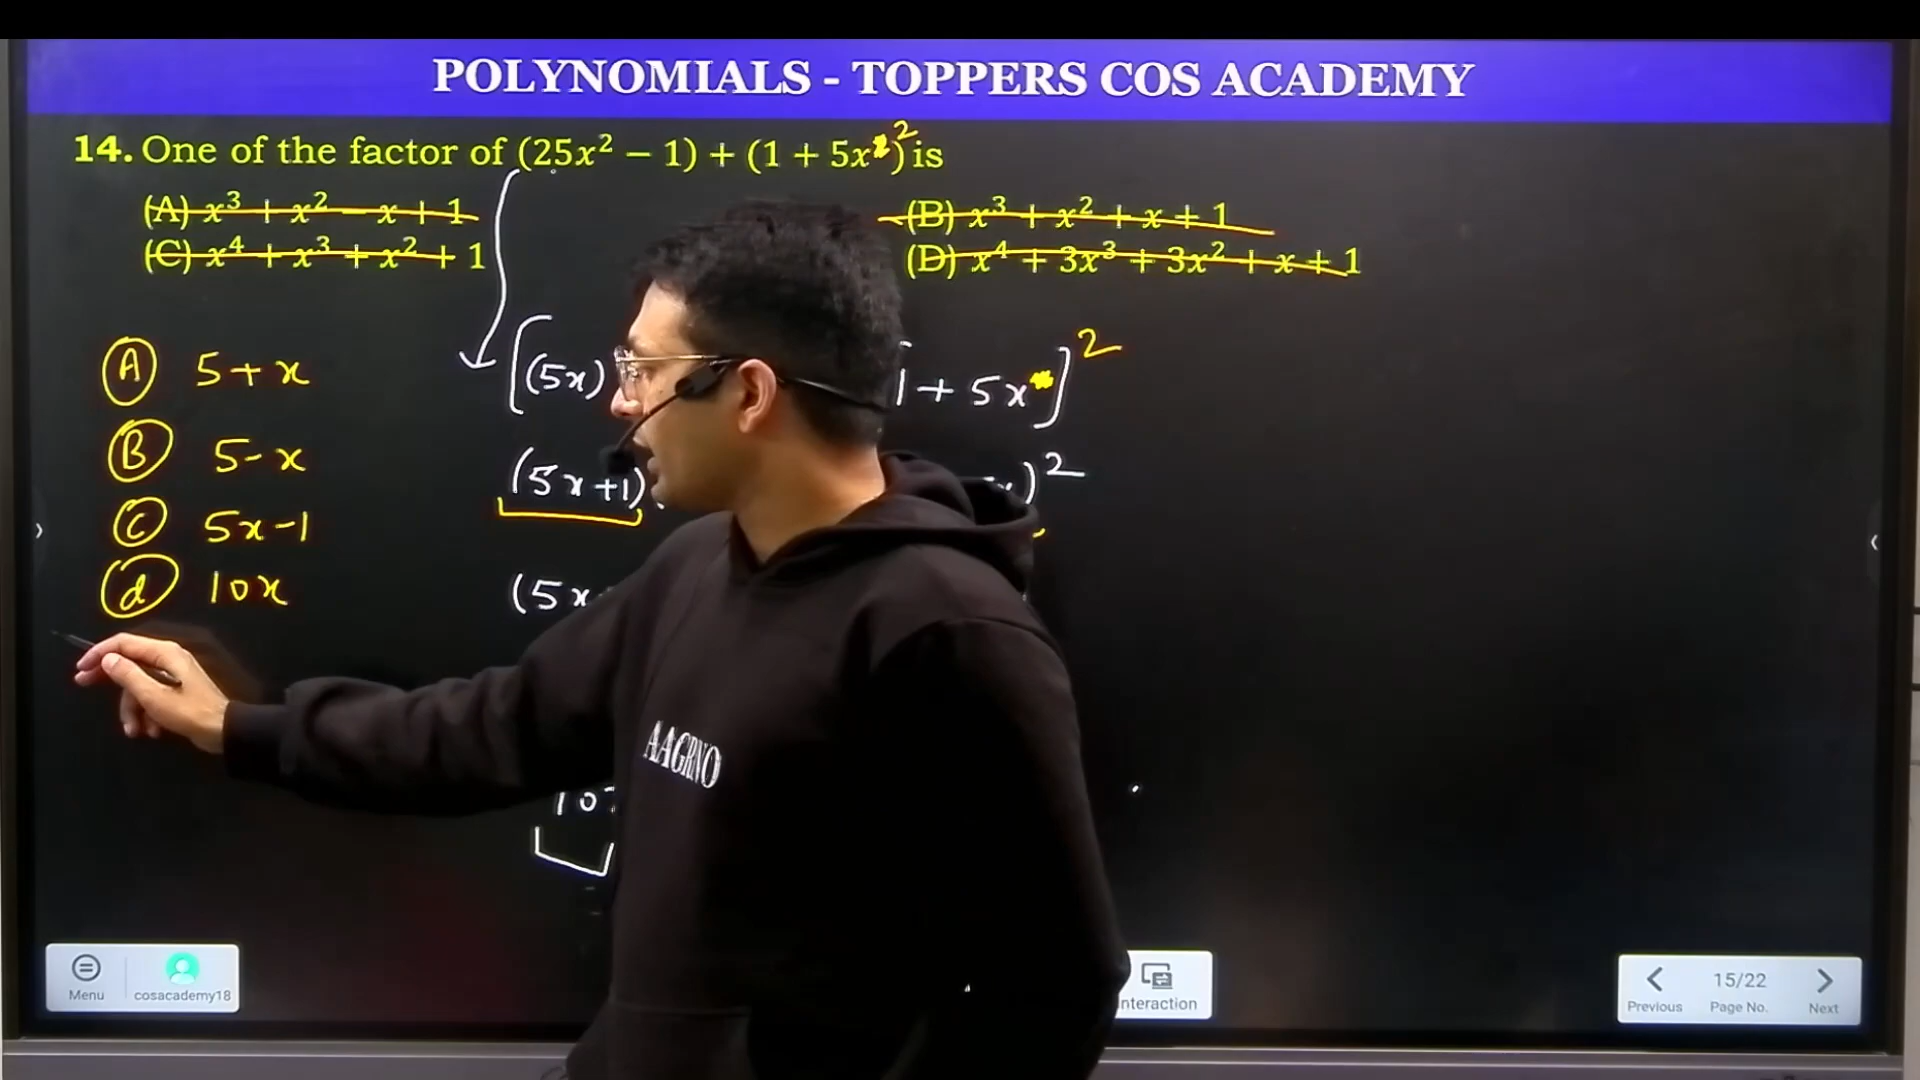 POLYNOMIALS - TOPPERS COS ACADEMY
14. One of the factor of (25x² – 1) + (1 + 5x)² is
(A) x³ + x² – x + 1
(B) x³ + x² + x + 1
(C) x⁴ + x³ + x² + 1
(D) x⁴ + 3x³ + 3x² + x + 1
(A) 5+x
(B) 5-x
(C) 5x-1
(d) 10x
[(5x)
1 + 5x]²
(5x+1)
)²
(5x
10
AAGRNO
Menu
cosacademy18
nteraction
Previous
15/22
Page No.
Next